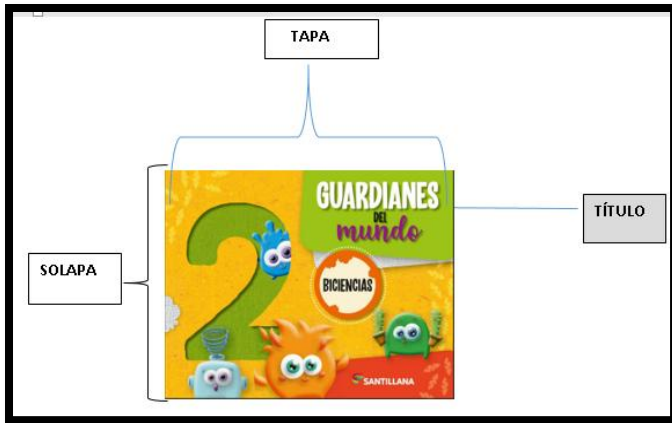 TAPA
GUARDIANES
DEL
mundo
TÍTULO
SOLAPA
2
BICIENCIAS
SANTILLANA